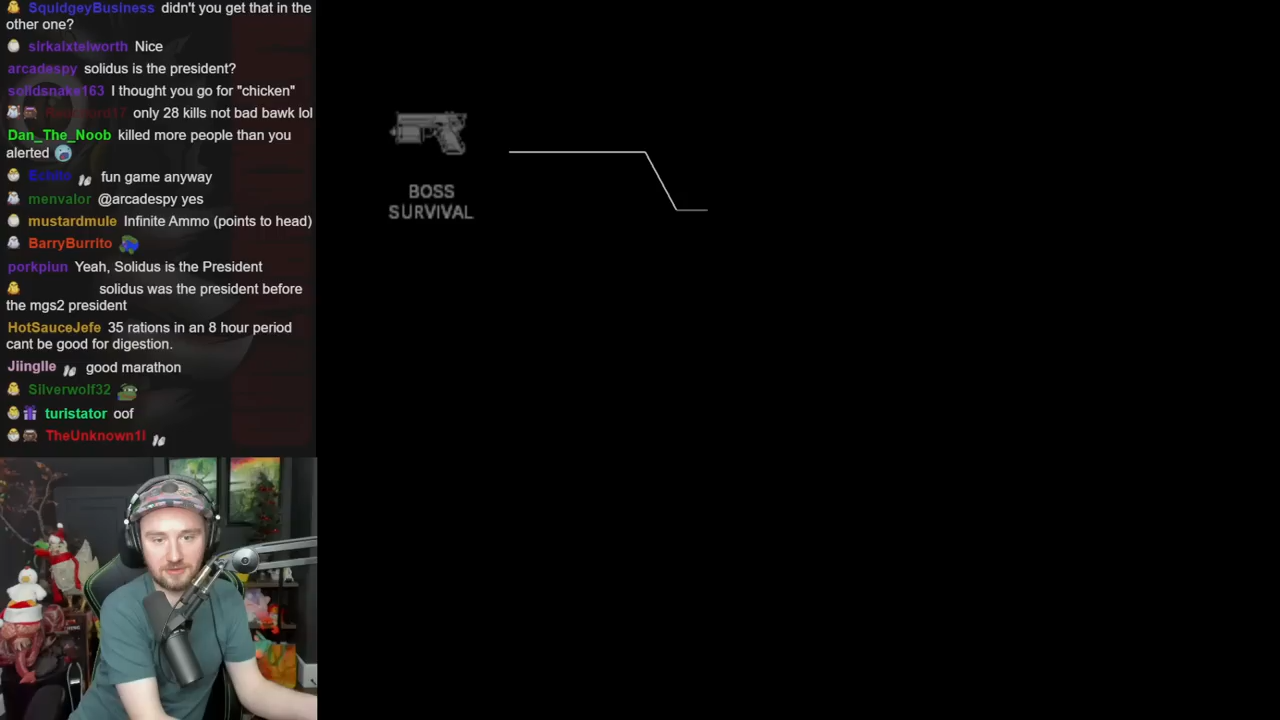 SquidgeyBusiness didn't you get that in the
other one?
sirkaixtelworth Nice
arcadespy solidus is the president?
solidsnake163 I thought you go for "chicken"
only 28 kills not bad bawk lol
Dan_The_Noob killed more people than you
alerted
fun game anyway
menvalor @arcadespy yes
mustardmule Infinite Ammo (points to head)
BarryBurrito
porkpiun Yeah, Solidus is the President
solidus was the president before
the mgs2 president
HotSauceJefe 35 rations in an 8 hour period
cant be good for digestion.
Jiinglle good marathon
Silverwolf32
turistator oof
TheUnknown1l
BOSS
SURVIVAL